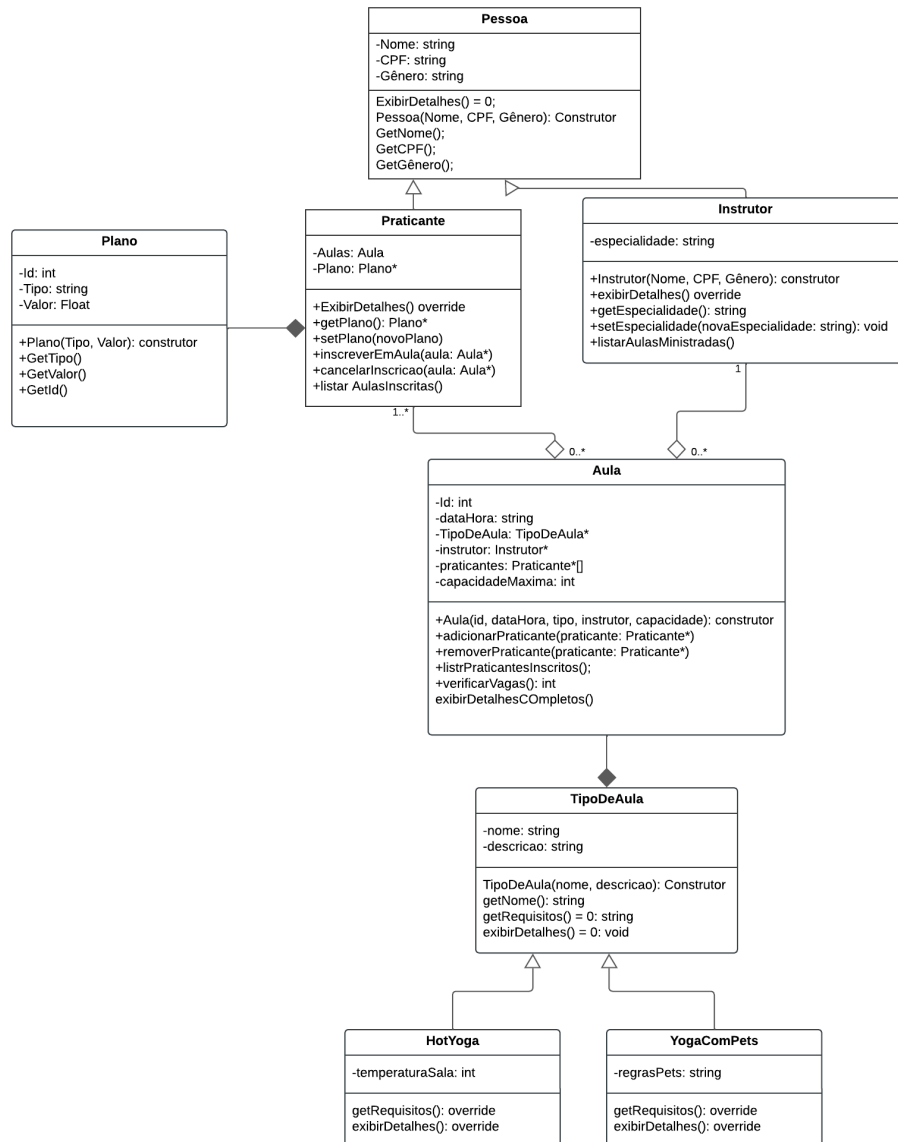 Pessoa
-Nome: string
-CPF: string
-Gênero: string
ExibirDetalhes() = 0;
Pessoa(Nome, CPF, Gênero): Construtor
GetNome();
GetCPF();
GetGênero();
Plano
-Id: int
-Tipo: string
-Valor: Float
+Plano(Tipo, Valor): construtor
+GetTipo()
+GetValor()
+GetId()
Praticante
-Aulas: Aula
-Plano: Plano*
+ExibirDetalhes() override
+getPlano(): Plano*
+setPlano(novoPlano)
+inscreverEmAula(aula: Aula*)
+cancelarInscricao(aula: Aula*)
+listar AulasInscritas()
Instrutor
-especialidade: string
+Instrutor(Nome, CPF, Gênero): construtor
+exibirDetalhes() override
+getEspecialidade(): string
+setEspecialidade(novaEspecialidade: string): void
+listarAulasMinistradas()
1..*
1
0..*
0..*
Aula
-Id: int
-dataHora: string
-TipoDeAula: TipoDeAula*
-instrutor: Instrutor*
-praticantes: Praticante*[]
-capacidadeMaxima: int
+Aula(id, dataHora, tipo, instrutor, capacidade): construtor
+adicionarPraticante(praticante: Praticante*)
+removerPraticante(praticante: Praticante*)
+listrPraticantesInscritos();
+verificarVagas(): int
exibirDetalhesCOmpletos()
TipoDeAula
-nome: string
-descricao: string
TipoDeAula(nome, descricao): Construtor
getNome(): string
getRequisitos() = 0: string
exibirDetalhes() = 0: void
HotYoga
-temperaturaSala: int
getRequisitos(): override
exibirDetalhes(): override
YogaComPets
-regrasPets: string
getRequisitos(): override
exibirDetalhes(): override